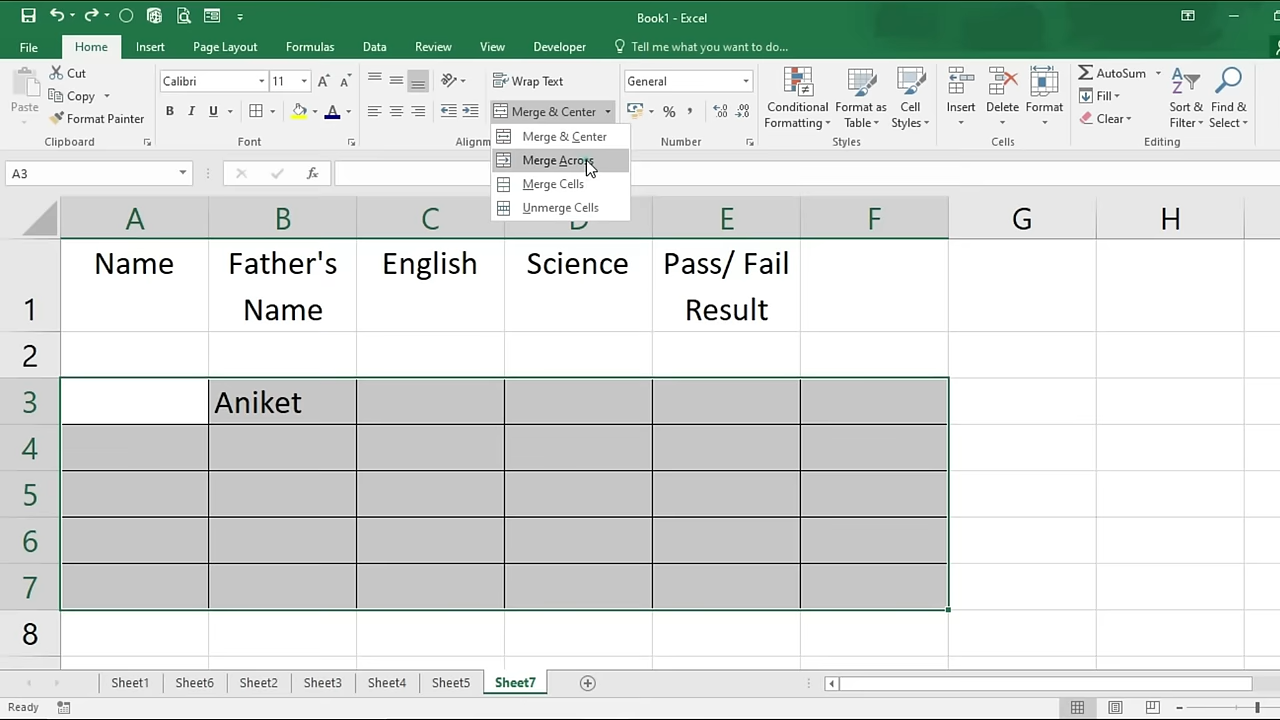 Book1 - Excel
File Home Insert Page Layout Formulas Data Review View Developer Tell me what you want to do...
Paste
Cut
Copy
Format Painter
Clipboard
Calibri 11
B I U
Font
Wrap Text
Merge & Center
Alignm
Merge & Center
Merge Across
Merge Cells
Unmerge Cells
General
% ,
Number
Conditional Formatting
Format as Table
Cell Styles
Styles
Insert
Delete
Format
Cells
AutoSum
Fill
Clear
Sort & Filter
Find & Select
Editing
A3
fx
A B C D E F G H
1 Name Father's Name English Science Pass/ Fail Result
2
3 Aniket
4
5
6
7
8
Sheet1 Sheet6 Sheet2 Sheet3 Sheet4 Sheet5 Sheet7
Ready